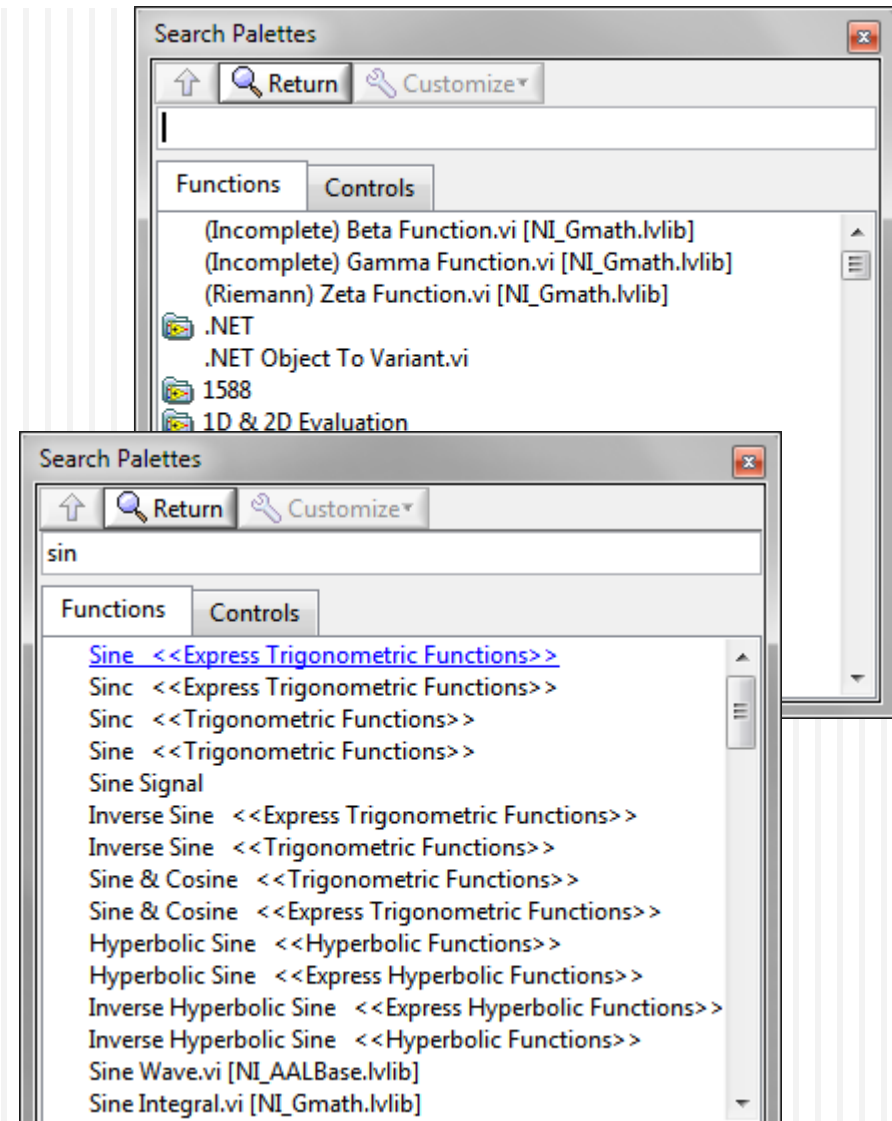 Search Palettes
Return Customize
Functions Controls
(Incomplete) Beta Function.vi [NI_Gmath.lvlib]
(Incomplete) Gamma Function.vi [NI_Gmath.lvlib]
(Riemann) Zeta Function.vi [NI_Gmath.lvlib]
.NET
.NET Object To Variant.vi
1588
1D & 2D Evaluation
Search Palettes
Return Customize
sin
Functions Controls
Sine <<Express Trigonometric Functions>>
Sinc <<Express Trigonometric Functions>>
Sinc <<Trigonometric Functions>>
Sine <<Trigonometric Functions>>
Sine Signal
Inverse Sine <<Express Trigonometric Functions>>
Inverse Sine <<Trigonometric Functions>>
Sine & Cosine <<Trigonometric Functions>>
Sine & Cosine <<Express Trigonometric Functions>>
Hyperbolic Sine <<Hyperbolic Functions>>
Hyperbolic Sine <<Express Hyperbolic Functions>>
Inverse Hyperbolic Sine <<Express Hyperbolic Functions>>
Inverse Hyperbolic Sine <<Hyperbolic Functions>>
Sine Wave.vi [NI_AALBase.lvlib]
Sine Integral.vi [NI_Gmath.lvlib]